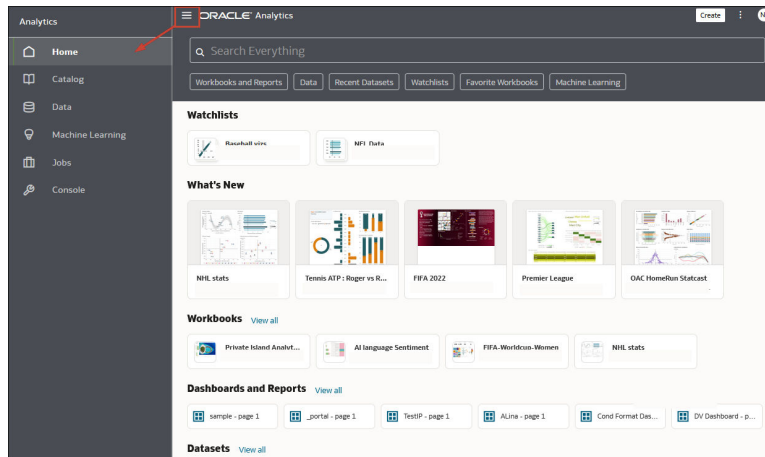 Analytics
ORACLE Analytics
Create
Home
Catalog
Data
Machine Learning
Jobs
Console
Search Everything
Workbooks and Reports
Data
Recent Datasets
Watchlists
Favorite Workbooks
Machine Learning
Watchlists
Baseball vizs
NFL Data
What's New
NHL stats
Tennis ATP : Roger vs R...
FIFA 2022
Premier League
OAC HomeRun Statcast
Workbooks View all
Private Island Analyt...
AI language Sentiment
FIFA-Worldcup-Women
NHL stats
Dashboards and Reports View all
sample - page 1
_portal - page 1
TestIP - page 1
ALina - page 1
Cond Format Das...
DV Dashboard - p...
Datasets View all